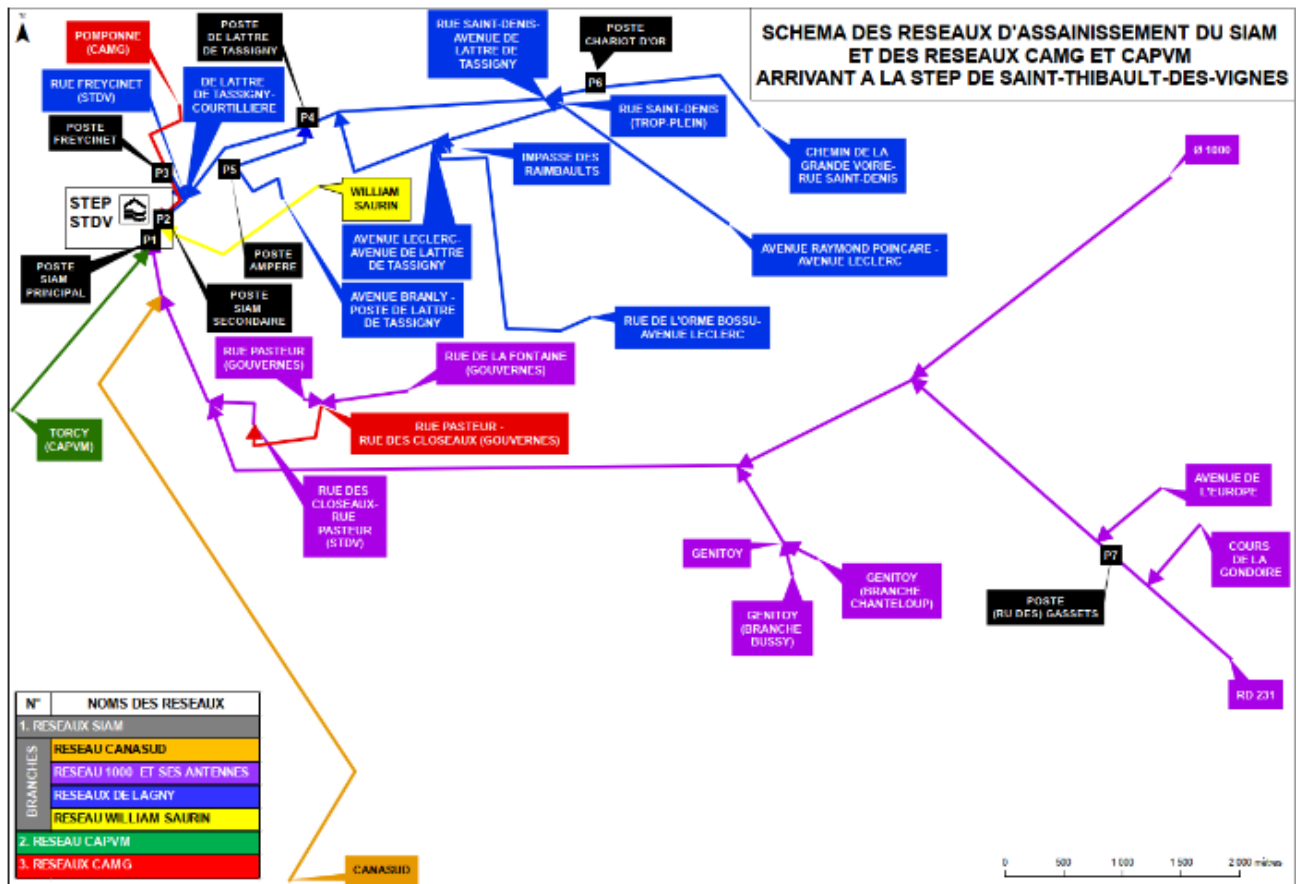 SCHEMA DES RESEAUX D'ASSAINISSEMENT DU SIAM
ET DES RESEAUX CAMG ET CAPVM
ARRIVANT A LA STEP DE SAINT-THIBAULT-DES-VIGNES
POMPONNE
(CAMG)
POSTE
DE LATTRE
DE TASSIGNY
RUE SAINT-DENIS-
AVENUE DE
LATTRE DE
TASSIGNY
POSTE
CHARIOT D'OR
RUE FREYCINET
(STDV)
DE LATTRE
DE TASSIGNY-
COURTILLIERE
P6
P4
RUE SAINT-DENIS
(TROP-PLEIN)
POSTE
FREYCINET
P3
P5
IMPASSE DES
RAIMBAULTS
CHEMIN DE LA
GRANDE VOIRIE-
RUE SAINT-DENIS
Ø 1000
STEP
STDV
P2
P1
WILLIAM
SAURIN
AVENUE LECLERC-
AVENUE DE LATTRE
DE TASSIGNY
AVENUE RAYMOND POINCARE -
AVENUE LECLERC
POSTE
SIAM
PRINCIPAL
POSTE
AMPERE
POSTE
SIAM
SECONDAIRE
AVENUE BRANLY -
POSTE DE LATTRE
DE TASSIGNY
RUE DE L'ORME BOSSU-
AVENUE LECLERC
RUE PASTEUR
(GOUVERNES)
RUE DE LA FONTAINE
(GOUVERNES)
TORCY
(CAPVM)
RUE PASTEUR -
RUE DES CLOSEAUX (GOUVERNES)
RUE DES
CLOSEAUX-
RUE
PASTEUR
(STDV)
AVENUE DE
L'EUROPE
GENITOY
P7
COURS
DE LA
GONDOIRE
GENITOY
(BRANCHE
CHANTELOUP)
GENITOY
(BRANCHE
BUSSY)
POSTE
(RU DES) GASSETS
RD 231
N° NOMS DES RESEAUX
1. RESEAUX SIAM
BRANCHES
RESEAU CANASUD
RESEAU 1000 ET SES ANTENNES
RESEAUX DE LAGNY
RESEAU WILLIAM SAURIN
2. RESEAU CAPVM
3. RESEAUX CAMG
CANASUD
0 500 1 000 1 500 2 000 mètres